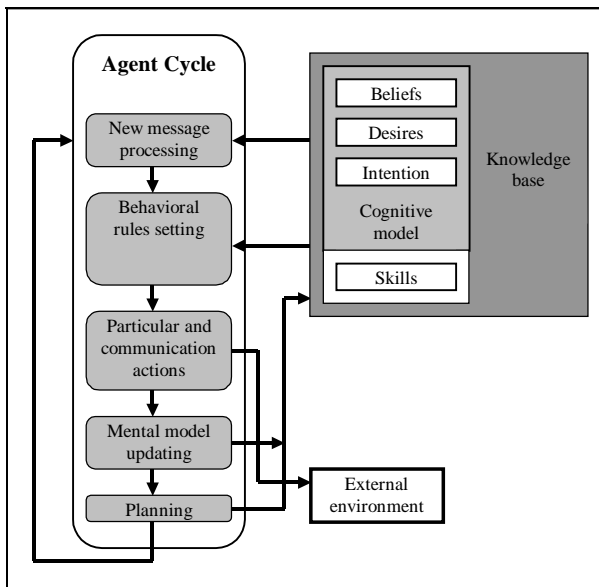 Agent Cycle
New message
processing
Behavioral
rules setting
Particular and
communication
actions
Mental model
updating
Planning
Beliefs
Desires
Intention
Cognitive
model
Skills
Knowledge
base
External
environment